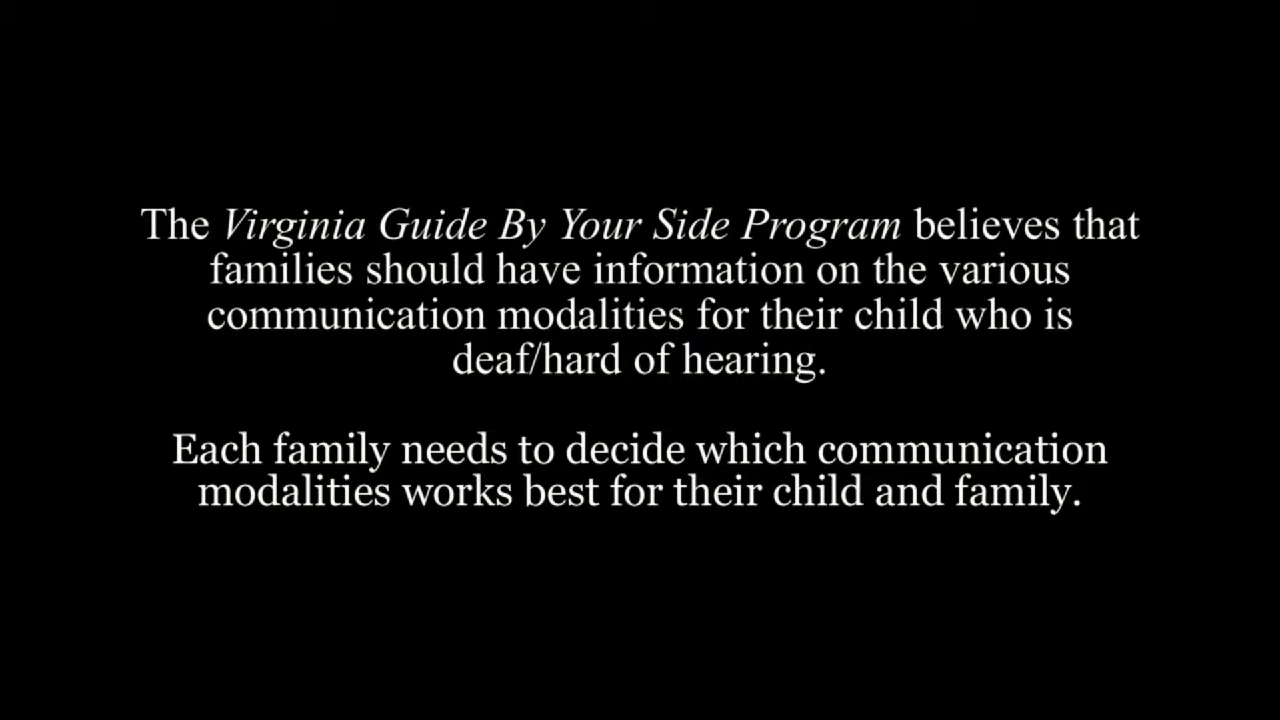 The Virginia Guide By Your Side Program believes that
families should have information on the various
communication modalities for their child who is
deaf/hard of hearing.
Each family needs to decide which communication
modalities works best for their child and family.